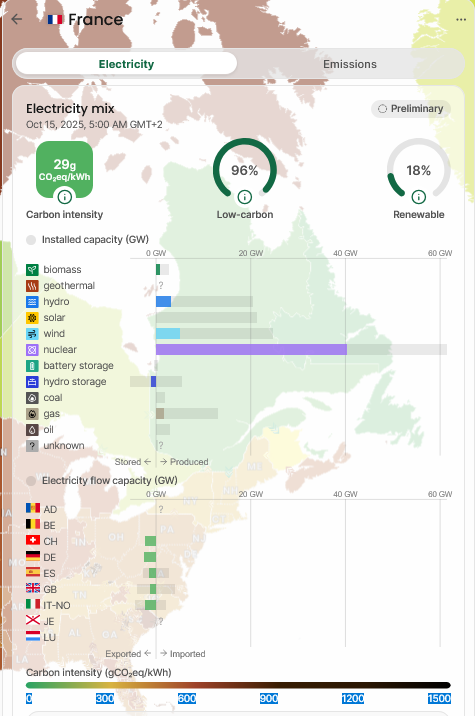 France
Electricity
Emissions
Electricity mix
Preliminary
Oct 15, 2025, 5:00 AM GMT+2
29g
CO₂eq/kWh
96%
18%
Carbon intensity
Low-carbon
Renewable
Installed capacity (GW)
0 GW 20 GW 40 GW 60 GW
biomass
geothermal ?
hydro
solar
wind
nuclear
battery storage
hydro storage
coal
gas
oil
? unknown ?
Stored ← → Produced
Electricity flow capacity (GW)
0 GW 20 GW 40 GW 60 GW
AD ?
BE
CH
DE
ES
GB
IT-NO
JE ?
LU
Exported ← → Imported
Carbon intensity (gCO₂eq/kWh)
0 300 600 900 1200 1500